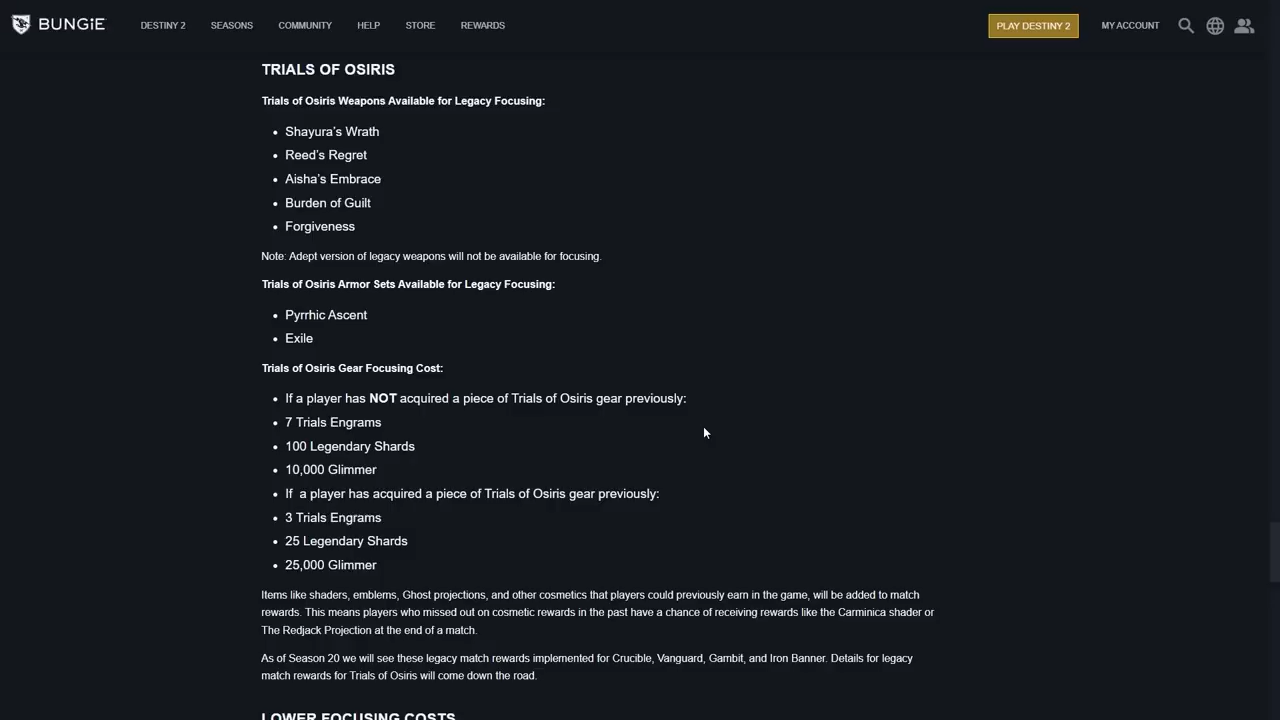 BUNGiE
DESTINY 2 SEASONS COMMUNITY HELP STORE REWARDS PLAY DESTINY 2 MY ACCOUNT
TRIALS OF OSIRIS
Trials of Osiris Weapons Available for Legacy Focusing:
• Shayura's Wrath
• Reed's Regret
• Aisha's Embrace
• Burden of Guilt
• Forgiveness
Note: Adept version of legacy weapons will not be available for focusing.
Trials of Osiris Armor Sets Available for Legacy Focusing:
• Pyrrhic Ascent
• Exile
Trials of Osiris Gear Focusing Cost:
• If a player has NOT acquired a piece of Trials of Osiris gear previously:
• 7 Trials Engrams
• 100 Legendary Shards
• 10,000 Glimmer
• If a player has acquired a piece of Trials of Osiris gear previously:
• 3 Trials Engrams
• 25 Legendary Shards
• 25,000 Glimmer
Items like shaders, emblems, Ghost projections, and other cosmetics that players could previously earn in the game, will be added to match
rewards. This means players who missed out on cosmetic rewards in the past have a chance of receiving rewards like the Carminica shader or
The Redjack Projection at the end of a match.
As of Season 20 we will see these legacy match rewards implemented for Crucible, Vanguard, Gambit, and Iron Banner. Details for legacy
match rewards for Trials of Osiris will come down the road.
LOWER FOCUSING COSTS